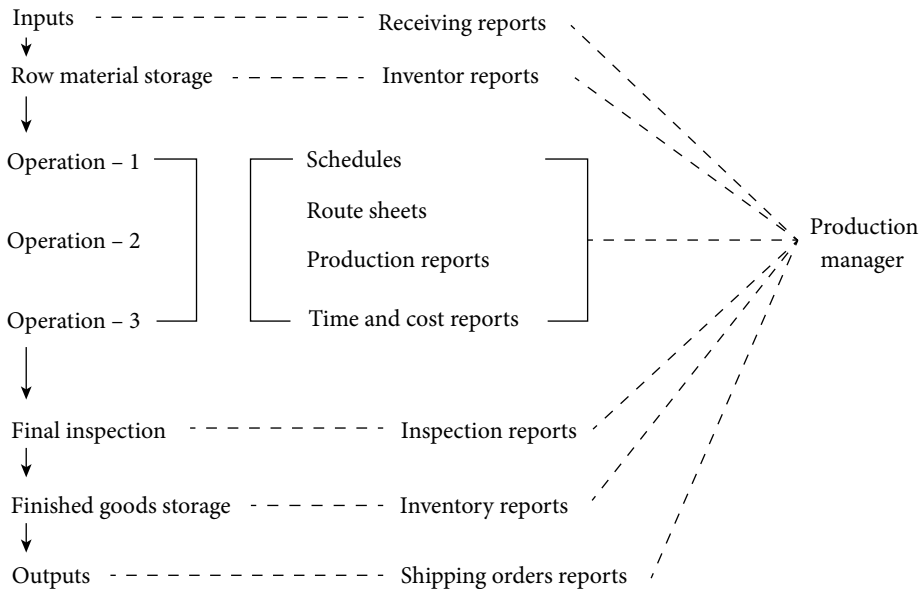 Inputs
Receiving reports
Row material storage
Inventor reports
Operation – 1
Schedules
Route sheets
Operation – 2
Production reports
Production
manager
Operation – 3
Time and cost reports
Final inspection
Inspection reports
Finished goods storage
Inventory reports
Outputs
Shipping orders reports